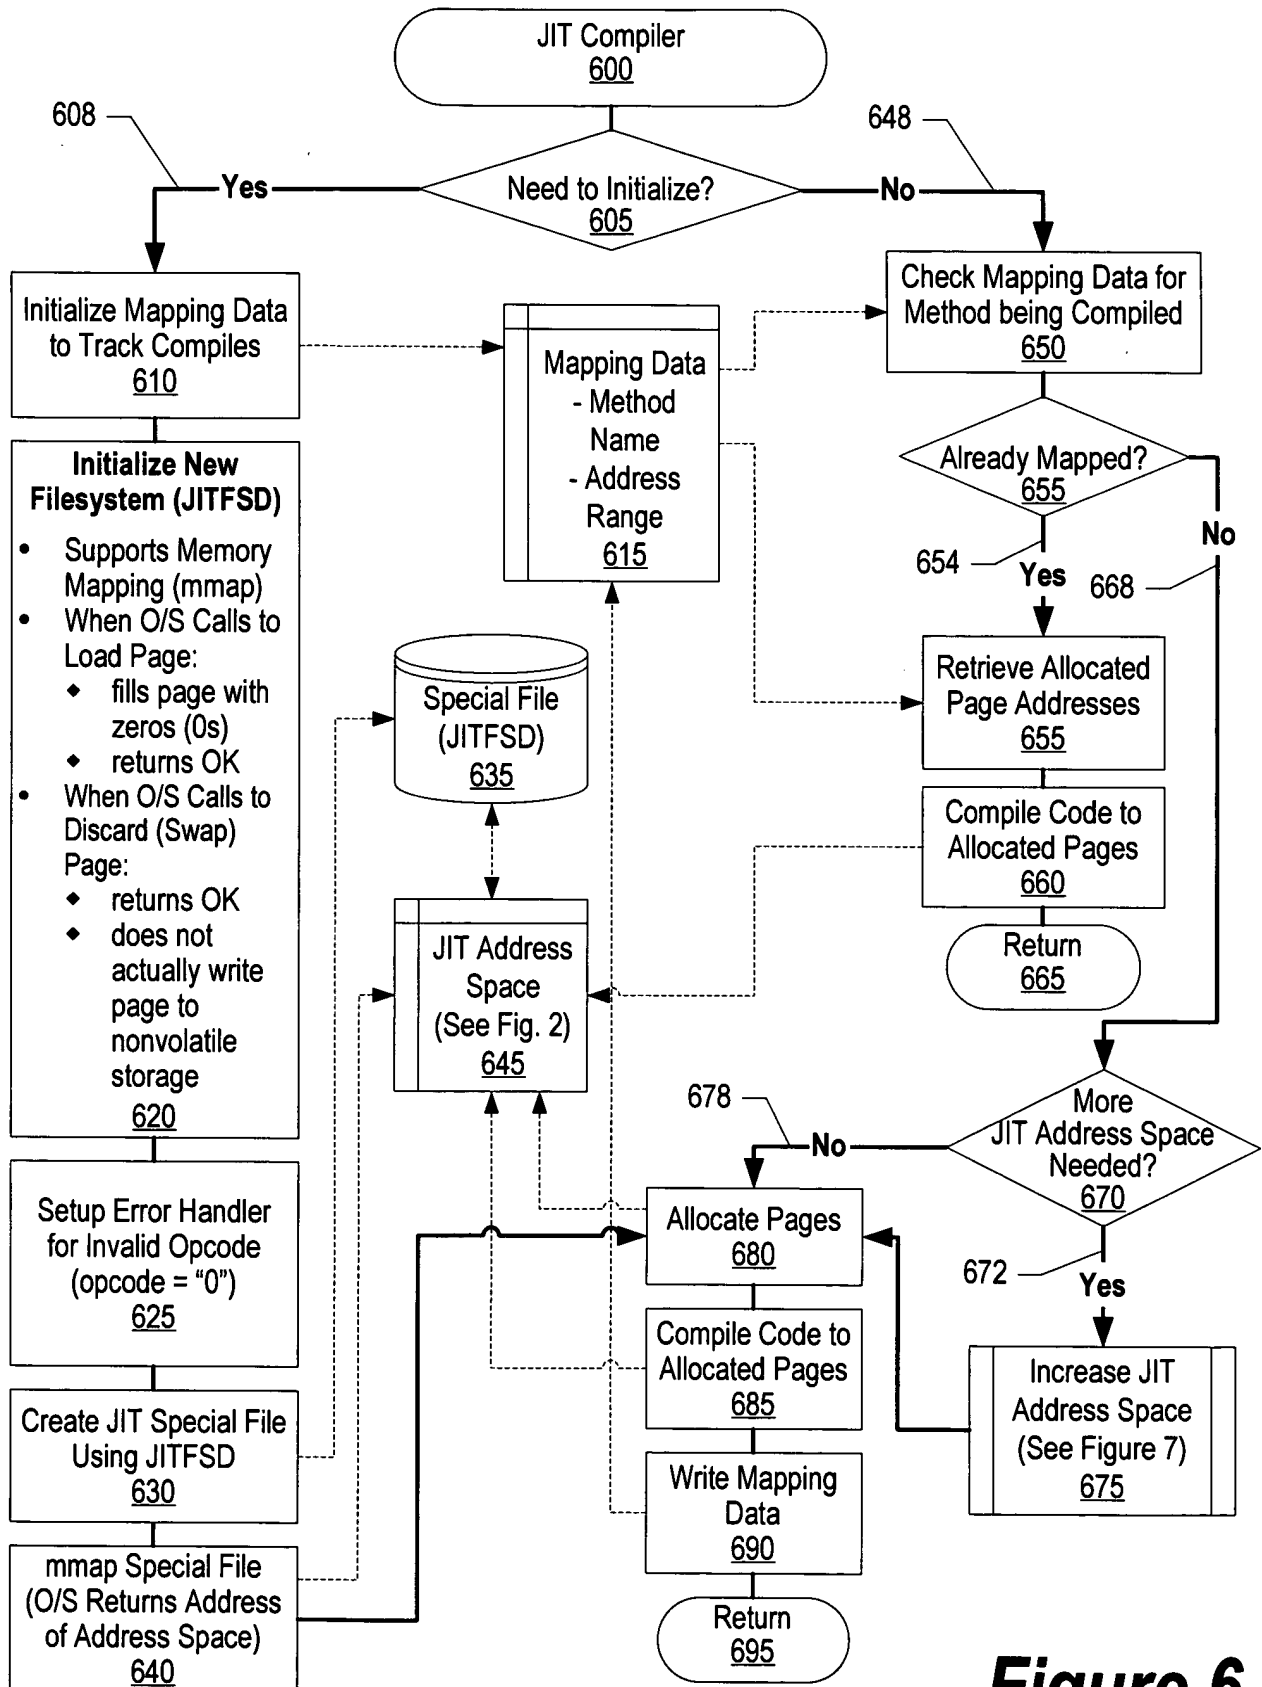 JIT Compiler
600
608
648
Yes
Need to Initialize?
605
No
Initialize Mapping Data
to Track Compiles
610
Mapping Data
- Method
Name
- Address
Range
615
Check Mapping Data for
Method being Compiled
650
Already Mapped?
655
No
654
Yes
668
Initialize New
Filesystem (JITFSD)
• Supports Memory
Mapping (mmap)
• When O/S Calls to
Load Page:
◆ fills page with
zeros (0s)
◆ returns OK
• When O/S Calls to
Discard (Swap)
Page:
◆ returns OK
◆ does not
actually write
page to
nonvolatile
storage
620
Special File
(JITFSD)
635
Retrieve Allocated
Page Addresses
655
Compile Code to
Allocated Pages
660
Return
665
JIT Address
Space
(See Fig. 2)
645
678
No
More
JIT Address Space
Needed?
670
672
Yes
Setup Error Handler
for Invalid Opcode
(opcode = “0”)
625
Allocate Pages
680
Compile Code to
Allocated Pages
685
Increase JIT
Address Space
(See Figure 7)
675
Create JIT Special File
Using JITFSD
630
Write Mapping
Data
690
mmap Special File
(O/S Returns Address
of Address Space)
640
Return
695
Figure 6